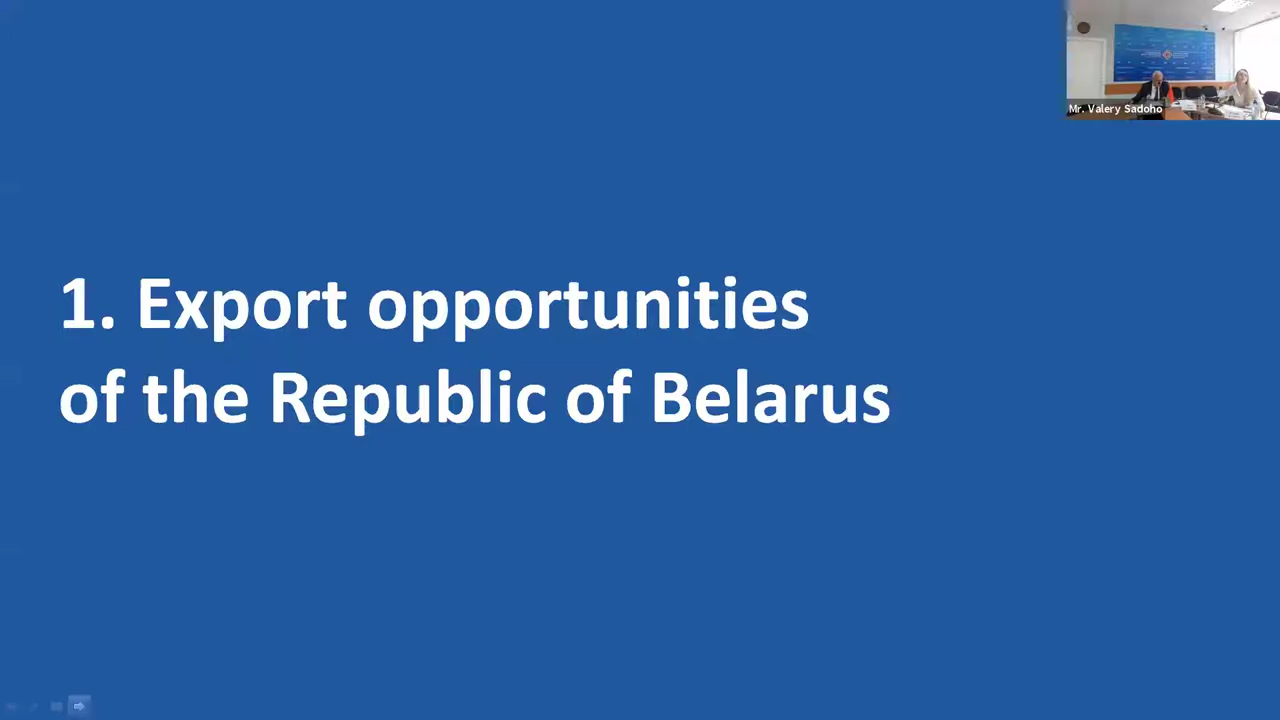 Mr. Valery Sadoho
1. Export opportunities
of the Republic of Belarus